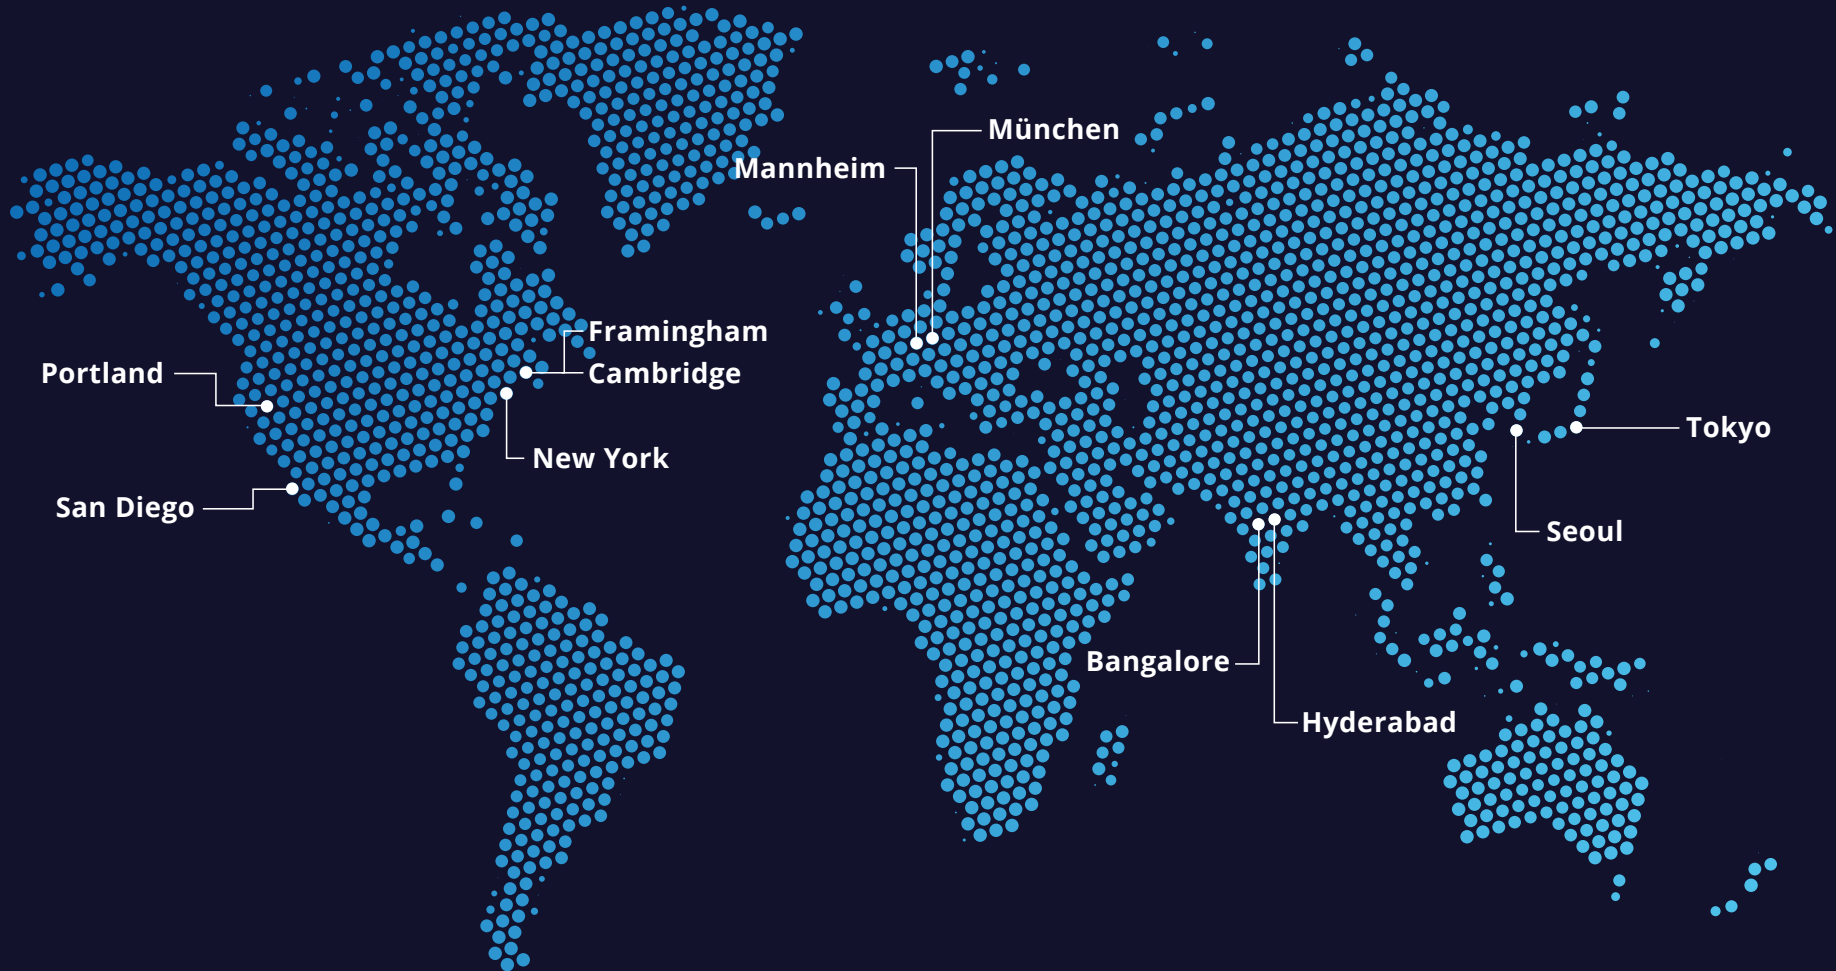 München
Mannheim
Framingham
Portland
Cambridge
Tokyo
New York
San Diego
Seoul
Bangalore
Hyderabad